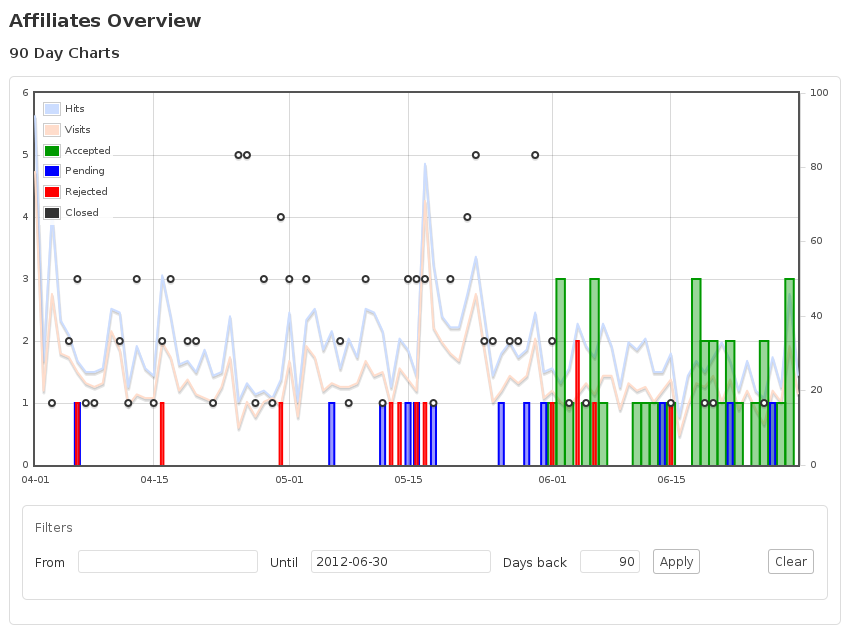 Affiliates Overview
90 Day Charts
6 100
Hits
Visits
Accepted
5 80
Pending
Rejected
Closed
4 60
3 40
2 20
1
0 0
04-01 04-15 05-01 05-15 06-01 06-15
Filters
From Until 2012-06-30 Days back 90 Apply Clear